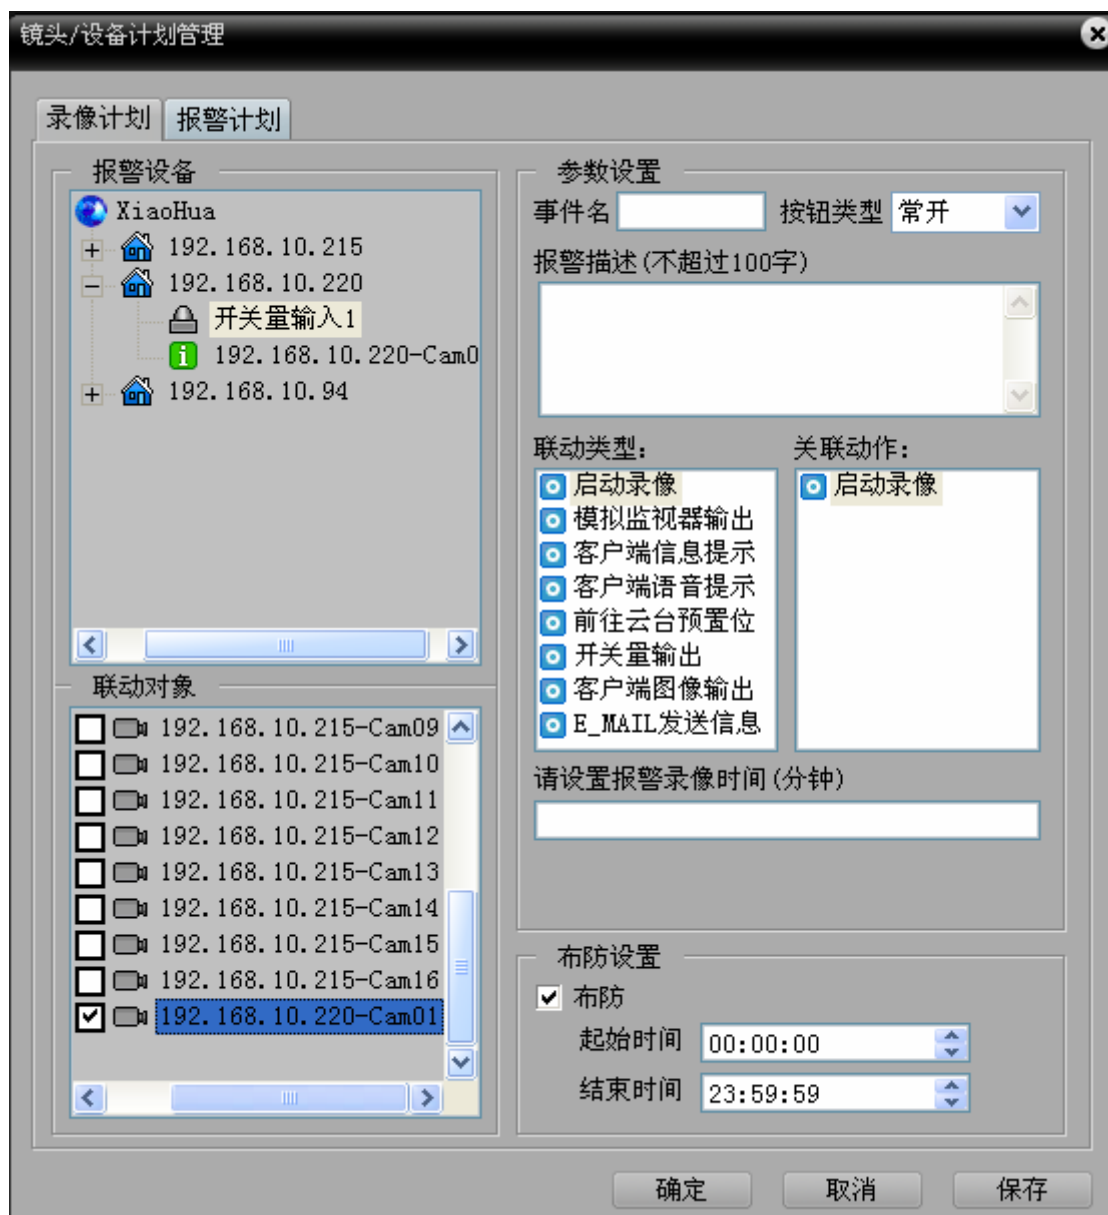 镜头/设备计划管理
录像计划 报警计划
报警设备
XiaoHua
192.168.10.215
192.168.10.220
开关量输入1
192.168.10.220-Cam0
192.168.10.94
联动对象
192.168.10.215-Cam09
192.168.10.215-Cam10
192.168.10.215-Cam11
192.168.10.215-Cam12
192.168.10.215-Cam13
192.168.10.215-Cam14
192.168.10.215-Cam15
192.168.10.215-Cam16
192.168.10.220-Cam01
参数设置
事件名 按钮类型 常开
报警描述(不超过100字)
联动类型:
启动录像
模拟监视器输出
客户端信息提示
客户端语音提示
前往云台预置位
开关量输出
客户端图像输出
E_MAIL发送信息
关联动作:
启动录像
请设置报警录像时间(分钟)
布防设置
布防
起始时间 00:00:00
结束时间 23:59:59
确定 取消 保存